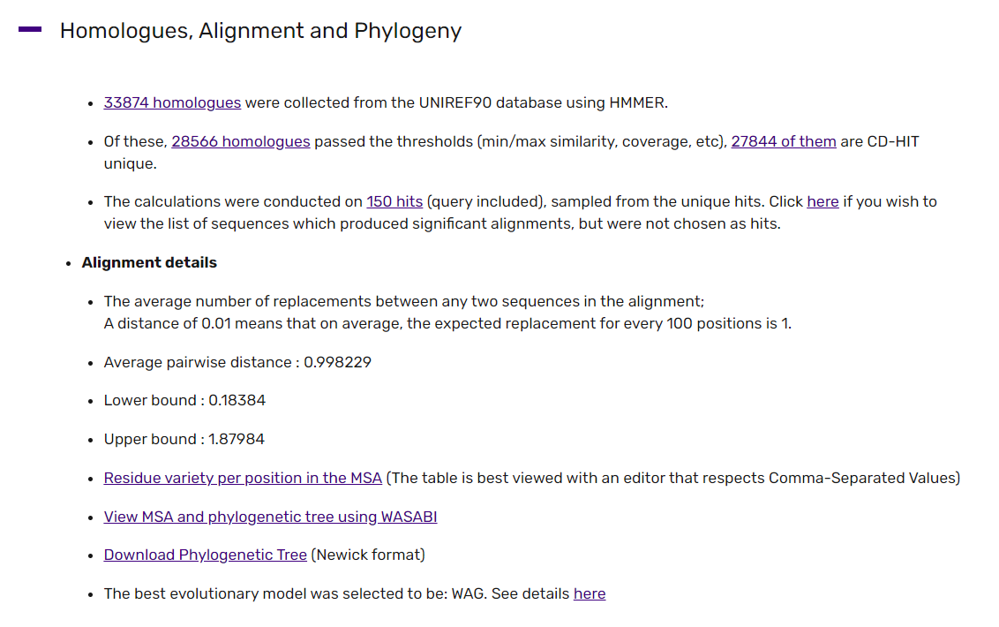 Homologues, Alignment and Phylogeny
33874 homologues were collected from the UNIREF90 database using HMMER.
Of these, 28566 homologues passed the thresholds (min/max similarity, coverage, etc), 27844 of them are CD-HIT
unique.
The calculations were conducted on 150 hits (query included), sampled from the unique hits. Click here if you wish to
view the list of sequences which produced significant alignments, but were not chosen as hits.
Alignment details
The average number of replacements between any two sequences in the alignment;
A distance of 0.01 means that on average, the expected replacement for every 100 positions is 1.
Average pairwise distance : 0.998229
Lower bound : 0.18384
Upper bound : 1.87984
Residue variety per position in the MSA (The table is best viewed with an editor that respects Comma-Separated Values)
View MSA and phylogenetic tree using WASABI
Download Phylogenetic Tree (Newick format)
The best evolutionary model was selected to be: WAG. See details here